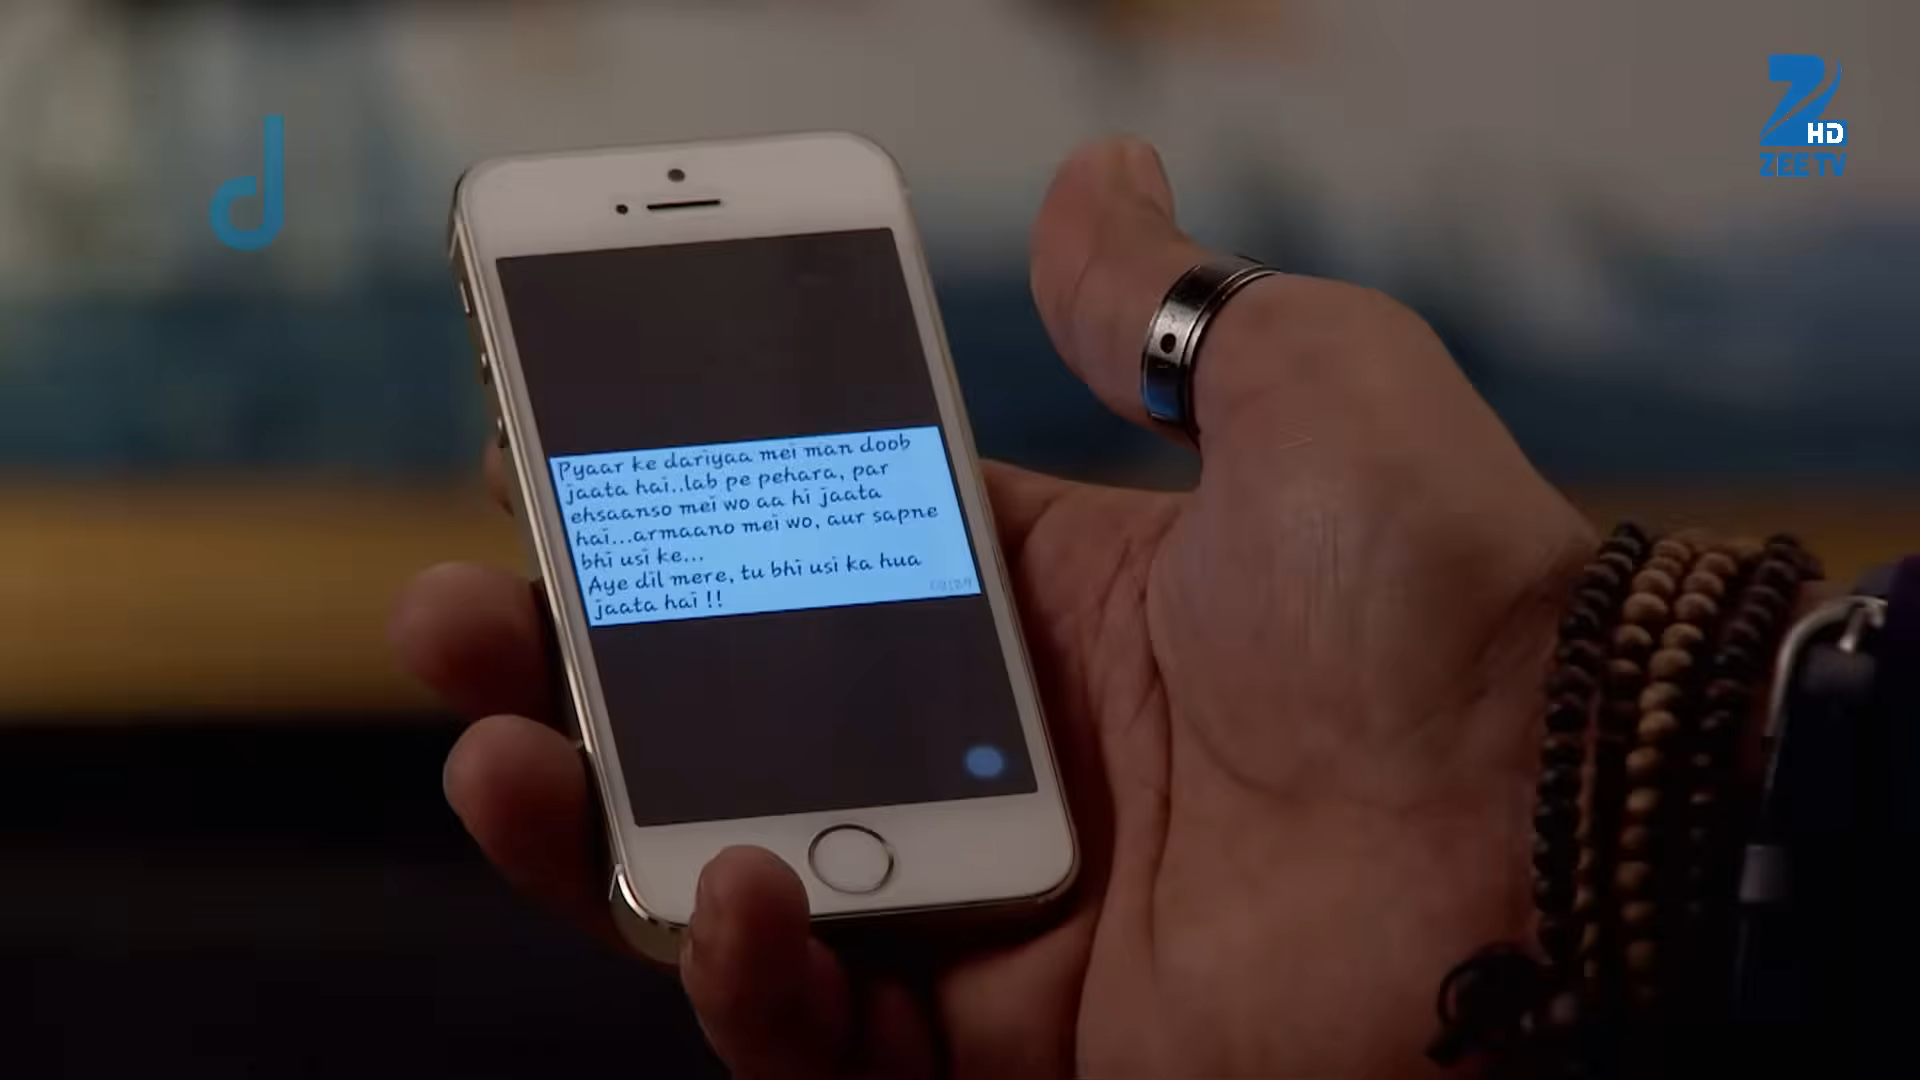 HD
ZEE TV
Pyaar ke dariyaa mei man doob
jaata hai..lab pe pehara, par
ehsaanso mei wo aa hi jaata
hai...armaano mei wo, aur sapne
bhi usi ke...
Aye dil mere, tu bhi usi ka hua
jaata hai !!